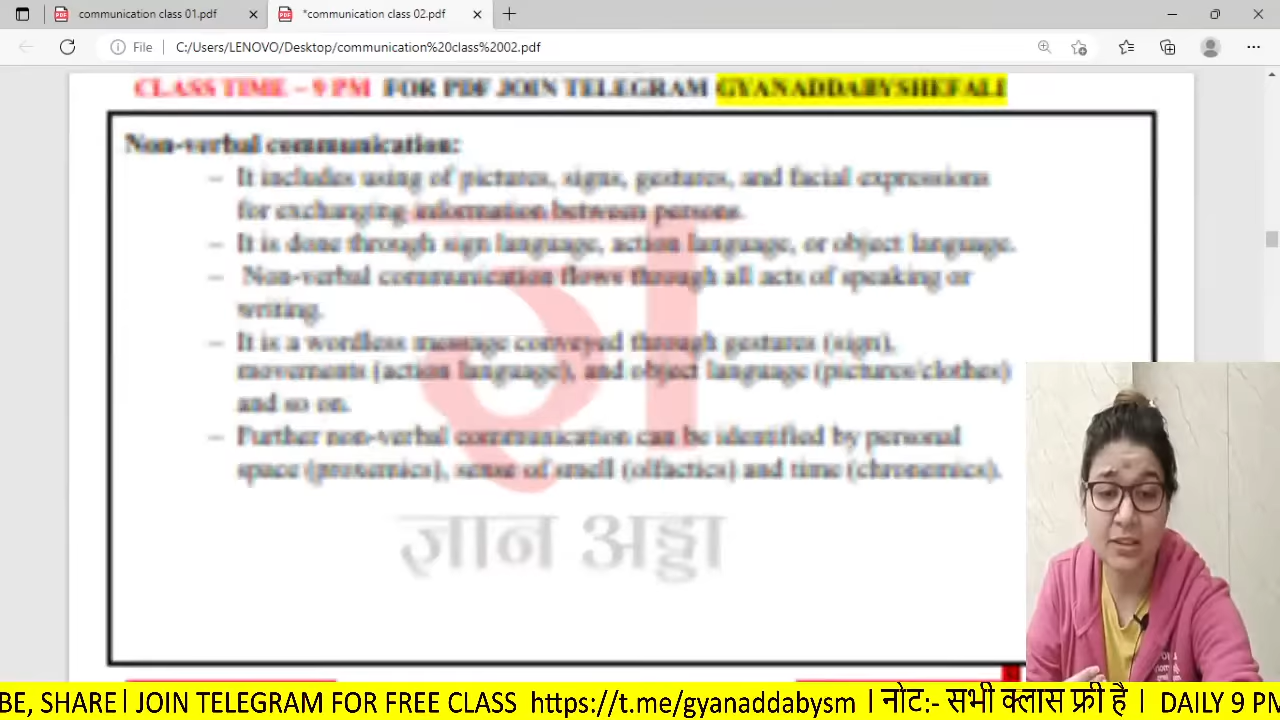 communication class 01.pdf
*communication class 02.pdf
File
C:/Users/LENOVO/Desktop/communication%20class%2002.pdf
CLASS TIME – 9 PM FOR PDF JOIN TELEGRAM GYANADDABYSHEFALI
Non-verbal communication:
– It includes using of pictures, signs, gestures, and facial expressions
for exchanging information between persons.
– It is done through sign language, action language, or object language.
– Non-verbal communication flows through all acts of speaking or
writing.
– It is a wordless message conveyed through gestures (sign),
movements (action language), and object language (pictures/clothes)
and so on.
– Further non-verbal communication can be identified by personal
space (proxemics), sense of smell (olfactics) and time (chronemics).
ज्ञान अड्डा
BE, SHARE। JOIN TELEGRAM FOR FREE CLASS https://t.me/gyanaddabysm । नोट:- सभी क्लास फ्री है । DAILY 9 PM